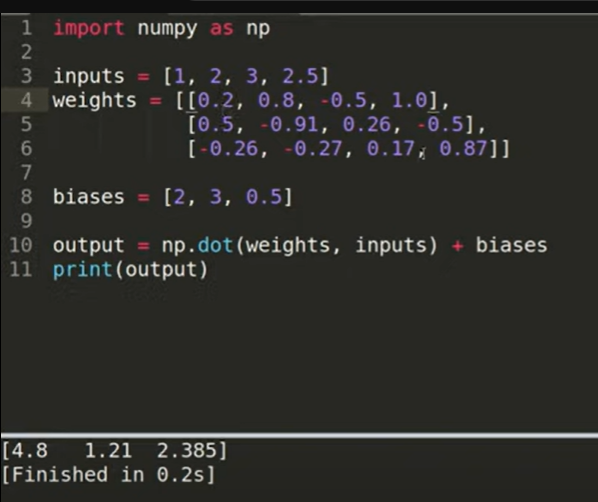 1 import numpy as np
2
3 inputs = [1, 2, 3, 2.5]
4 weights = [[0.2, 0.8, -0.5, 1.0],
5            [0.5, -0.91, 0.26, -0.5],
6            [-0.26, -0.27, 0.17, 0.87]]
7
8 biases = [2, 3, 0.5]
9
10 output = np.dot(weights, inputs) + biases
11 print(output)
[4.8   1.21  2.385]
[Finished in 0.2s]